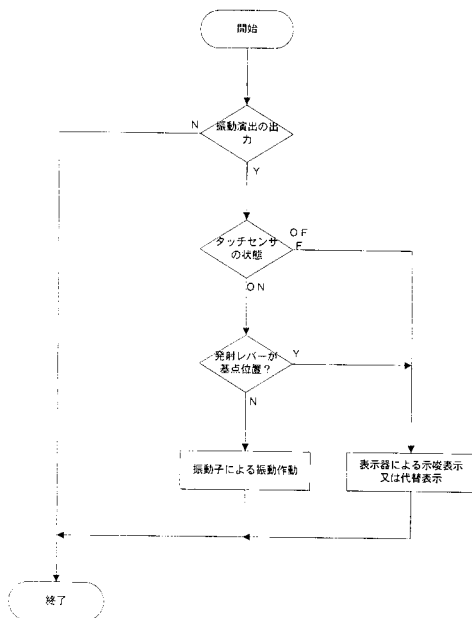 開始
N
振動演出の出
力
Y
タッチセンサ
の状態
OF
F
ON
発射レバーが
基点位置?
Y
N
振動子による振動作動
表示器による示唆表示
又は代替表示
終了